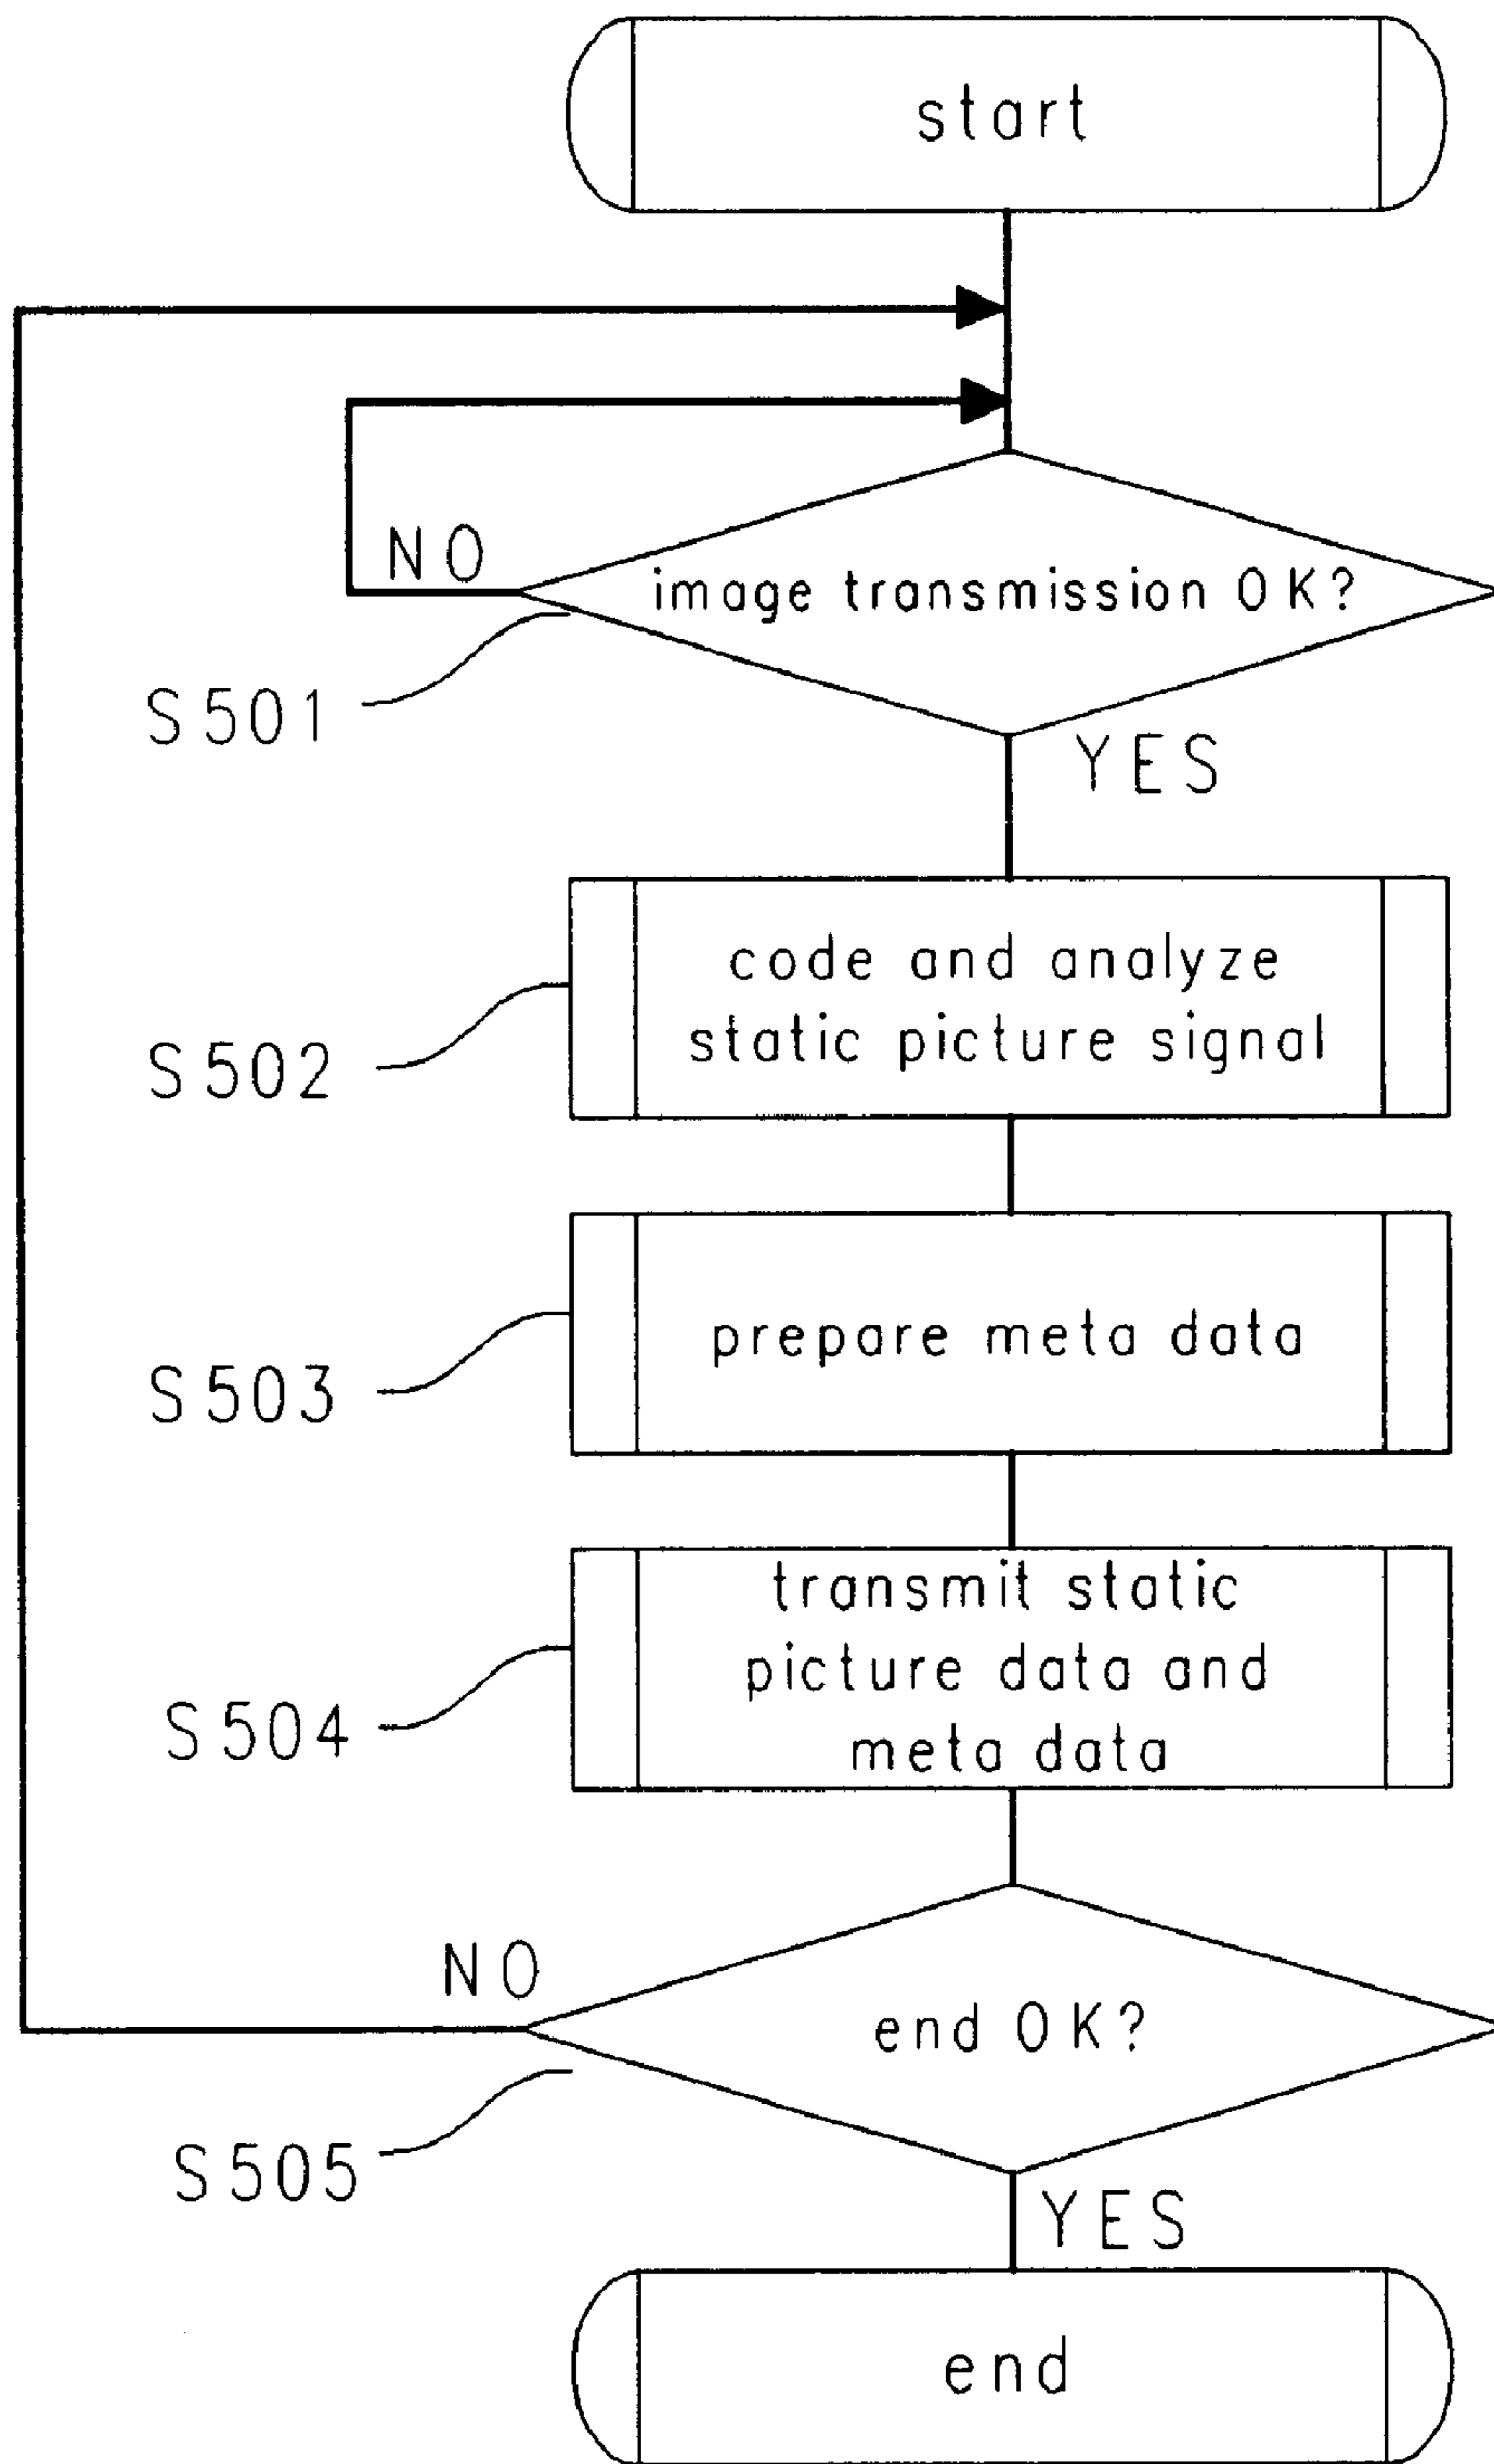 start
NO
image transmission OK?
S501
YES
code and analyze
static picture signal
S502
prepare meta data
S503
transmit static
picture data and
meta data
S504
NO
end OK?
S505
YES
end